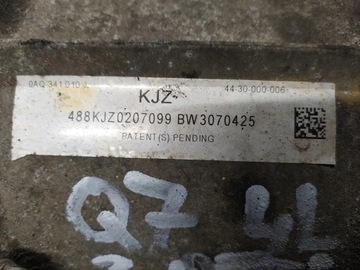 0AQ 341 010
KJZ
44-30-000-006
488KJZ0207099 BW3070425
PATENT(S) PENDING
Q7